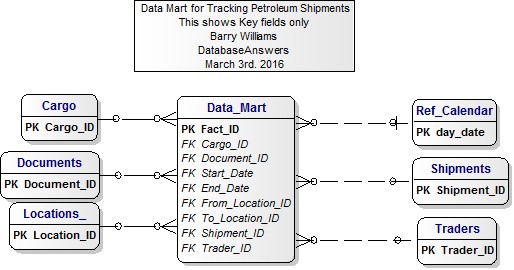 Data Mart for Tracking Petroleum Shipments
This shows Key fields only
Barry Williams
DatabaseAnswers
March 3rd. 2016
Cargo
PK Cargo_ID
Documents
PK Document_ID
Locations_
PK Location_ID
Data_Mart
PK Fact_ID
FK Cargo_ID
FK Document_ID
FK Start_Date
FK End_Date
FK From_Location_ID
FK To_Location_ID
FK Shipment_ID
FK Trader_ID
Ref_Calendar
PK day_date
Shipments
PK Shipment_ID
Traders
PK Trader_ID